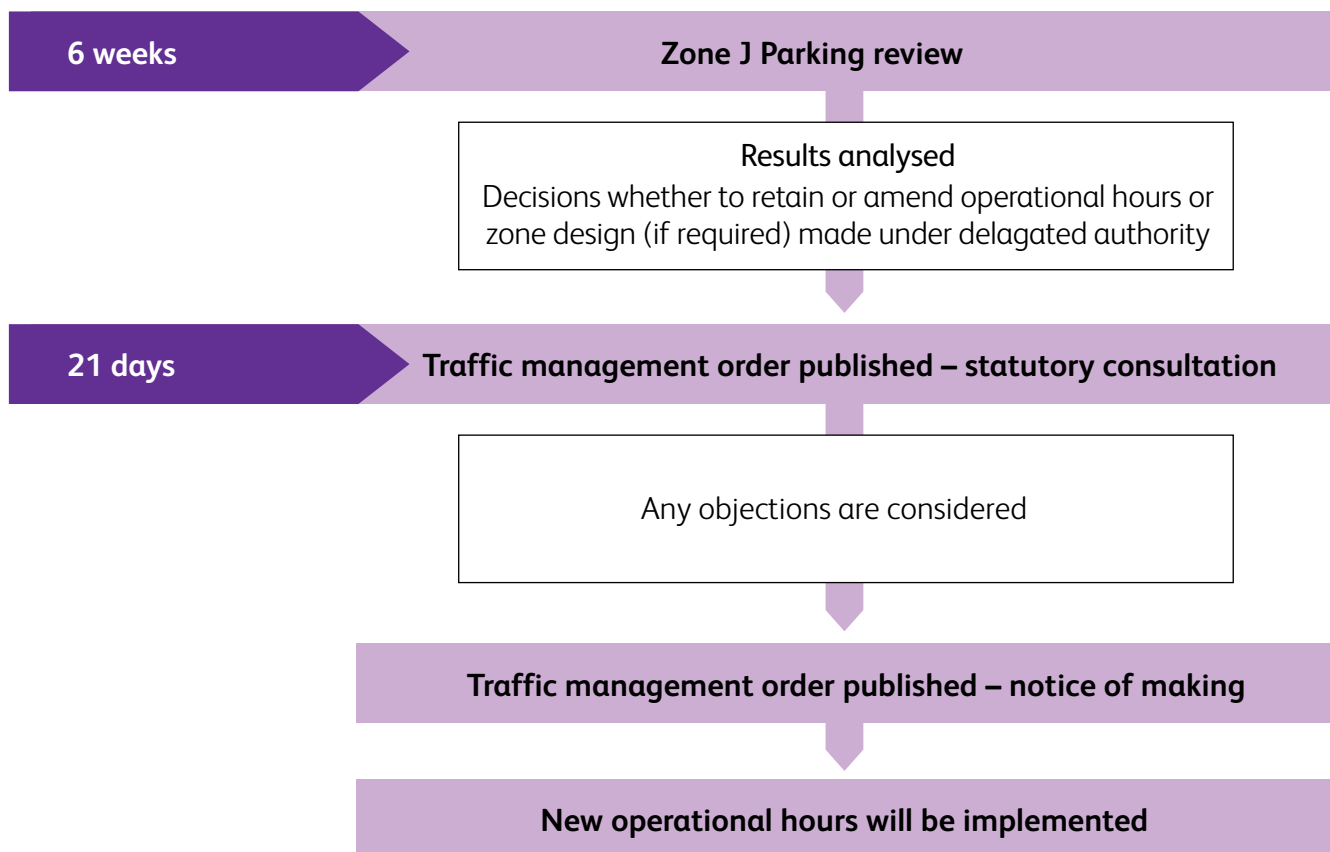 6 weeks
Zone J Parking review
Results analysed
Decisions whether to retain or amend operational hours or
zone design (if required) made under delagated authority
21 days
Traffic management order published – statutory consultation
Any objections are considered
Traffic management order published – notice of making
New operational hours will be implemented